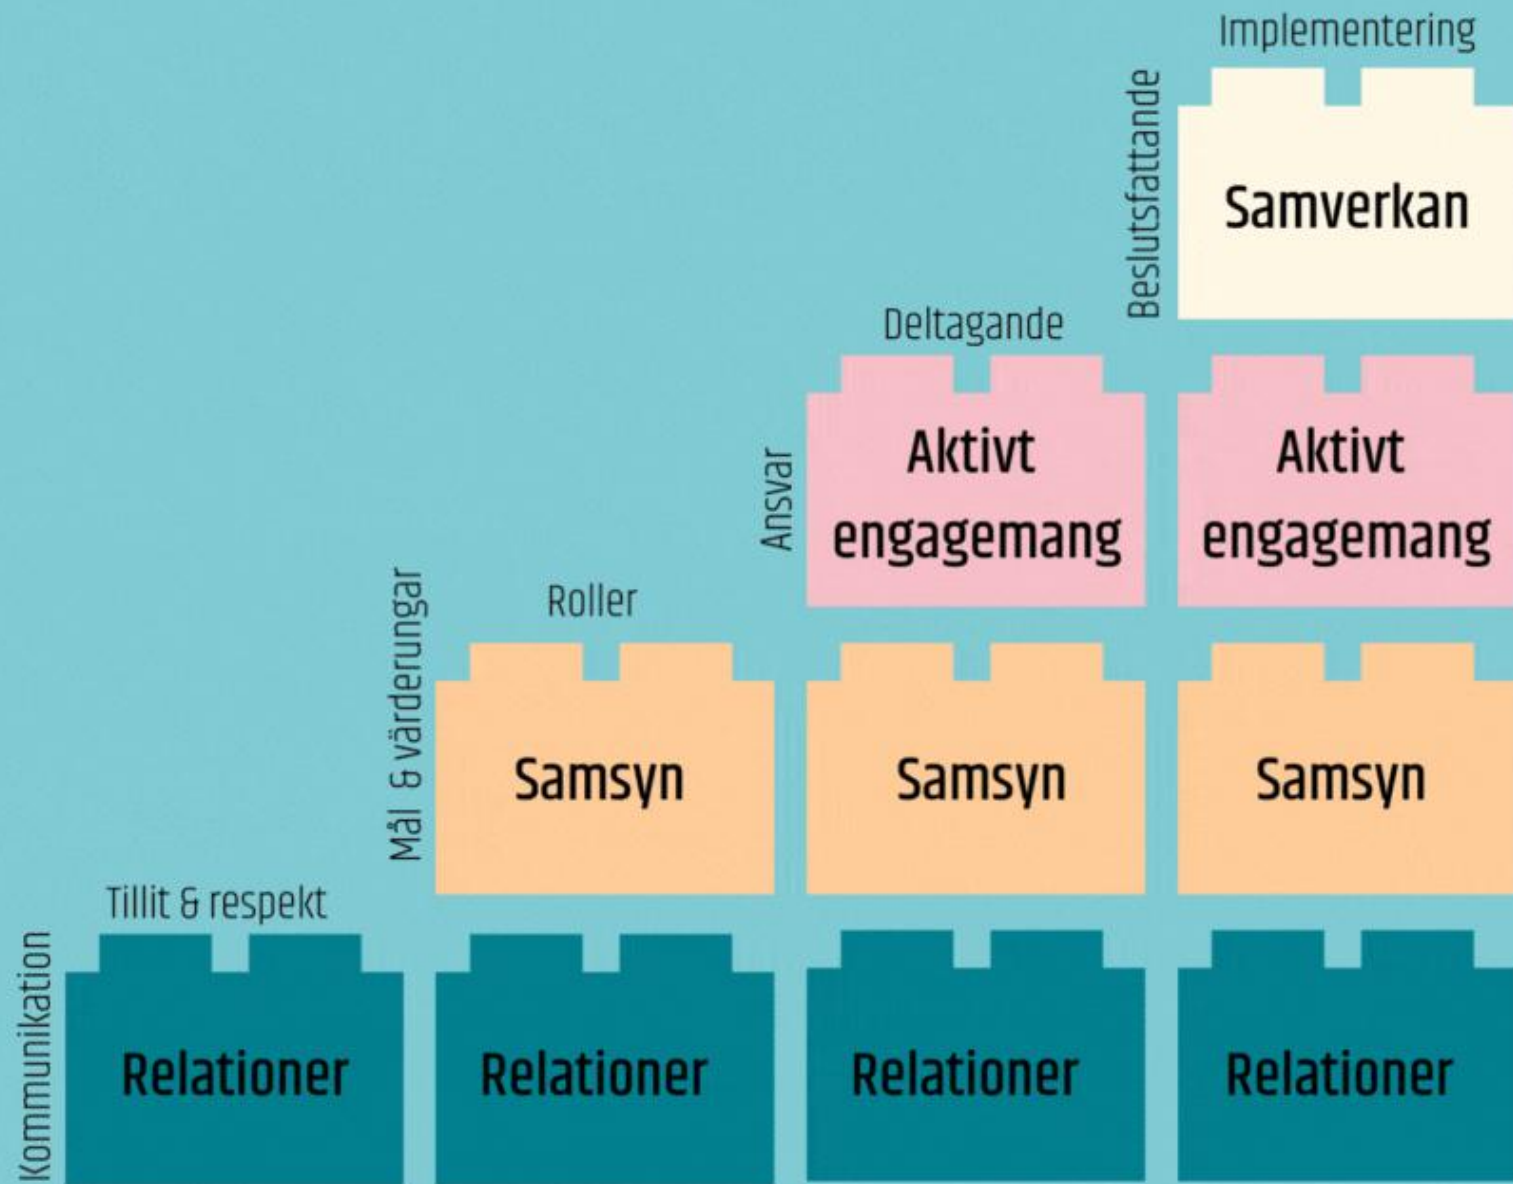 Implementering
Beslutsfattande
Samverkan
Deltagande
Ansvar
Aktivt
engagemang
Aktivt
engagemang
Roller
Mål & värderungar
Samsyn
Samsyn
Samsyn
Tillit & respekt
Kommunikation
Relationer
Relationer
Relationer
Relationer